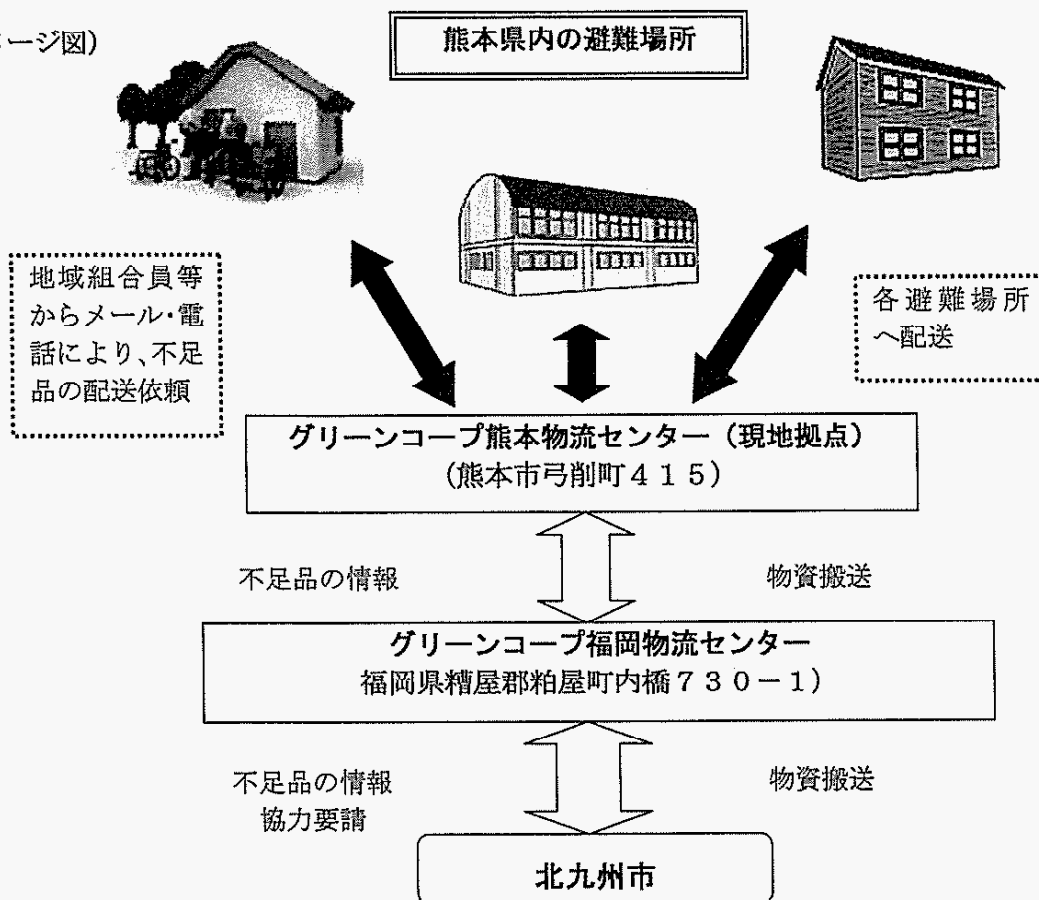 ージ図)
熊本県内の避難場所
地域組合員等
からメール・電
話により、不足
品の配送依頼
各避難場所
へ配送
グリーンコープ熊本物流センター（現地拠点）
(熊本市弓削町４１５)
不足品の情報
物資搬送
グリーンコープ福岡物流センター
福岡県糟屋郡粕屋町内橋７３０－１)
不足品の情報
協力要請
物資搬送
北九州市